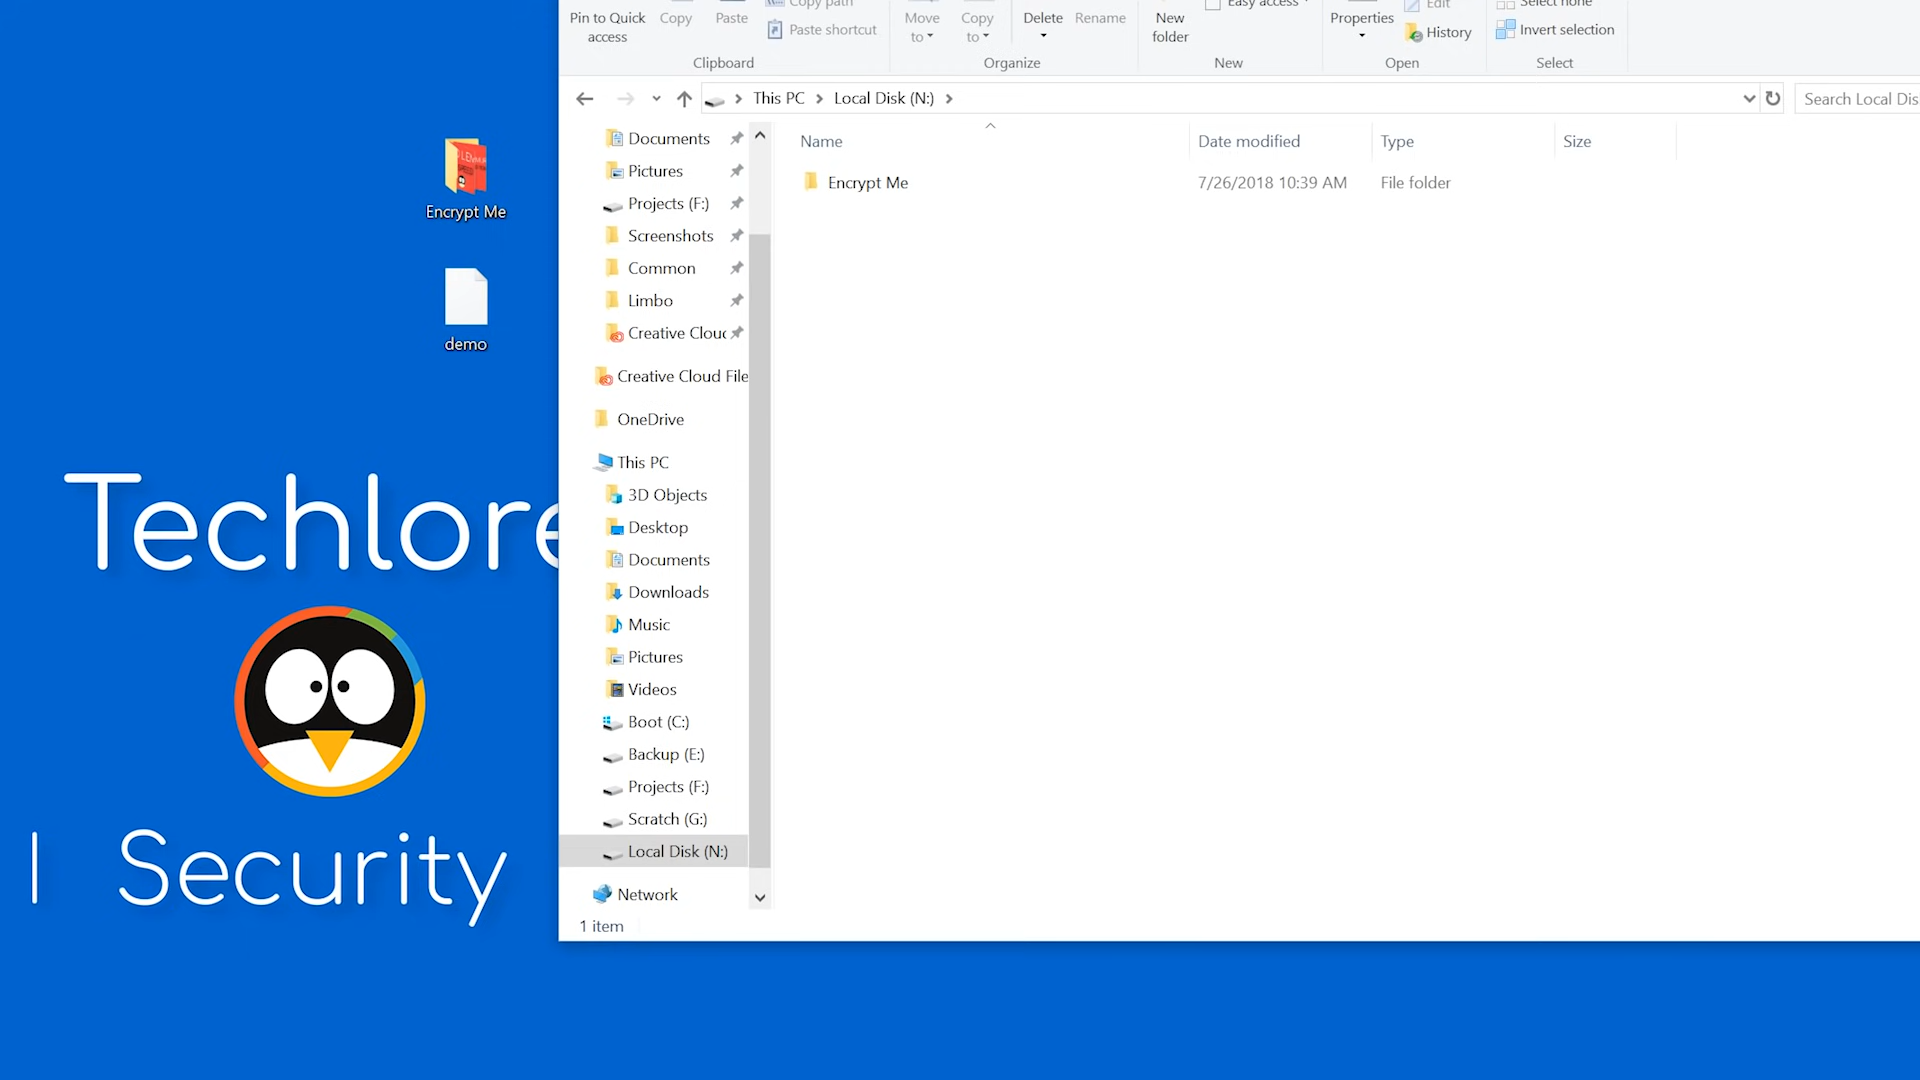 Copy path
Edit
Easy access
Select none
Pin to Quick
access
Copy
Paste
Paste shortcut
Move
to
Copy
to
Delete
Rename
New
folder
Properties
History
Invert selection
Clipboard
Organize
New
Open
Select
This PC
Local Disk (N:)
Search Local Dis
Documents
Pictures
Projects (F:)
Screenshots
Common
Limbo
Creative Clou
Creative Cloud File
OneDrive
This PC
3D Objects
Desktop
Documents
Downloads
Music
Pictures
Videos
Boot (C:)
Backup (E:)
Projects (F:)
Scratch (G:)
Local Disk (N:)
Network
1 item
Name
Date modified
Type
Size
Encrypt Me
7/26/2018 10:39 AM
File folder
Encrypt Me
demo
Techlore
| Security